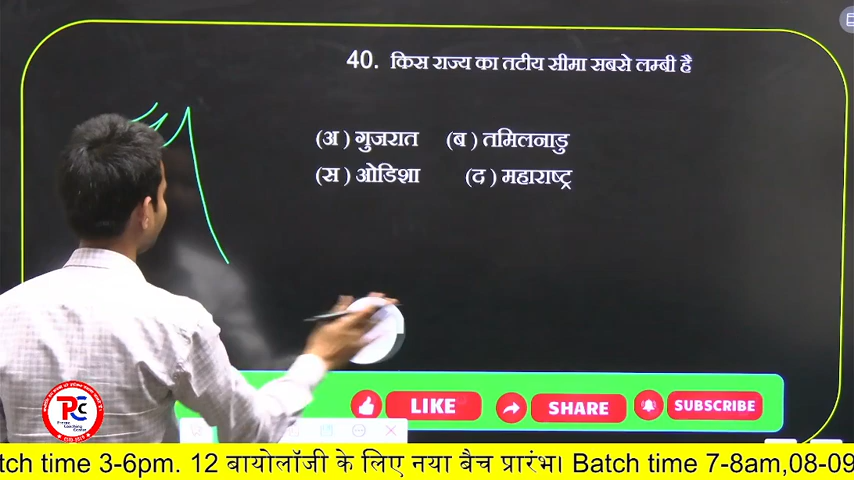 40. किस राज्य का तटीय सीमा सबसे लम्बी है
(अ ) गुजरात (ब ) तमिलनाडु
(स ) ओडिशा (द ) महाराष्ट्र
LIKE SHARE SUBSCRIBE
tch time 3-6pm. 12 बायोलॉजी के लिए नया बैच प्रारंभ। Batch time 7-8am,08-09